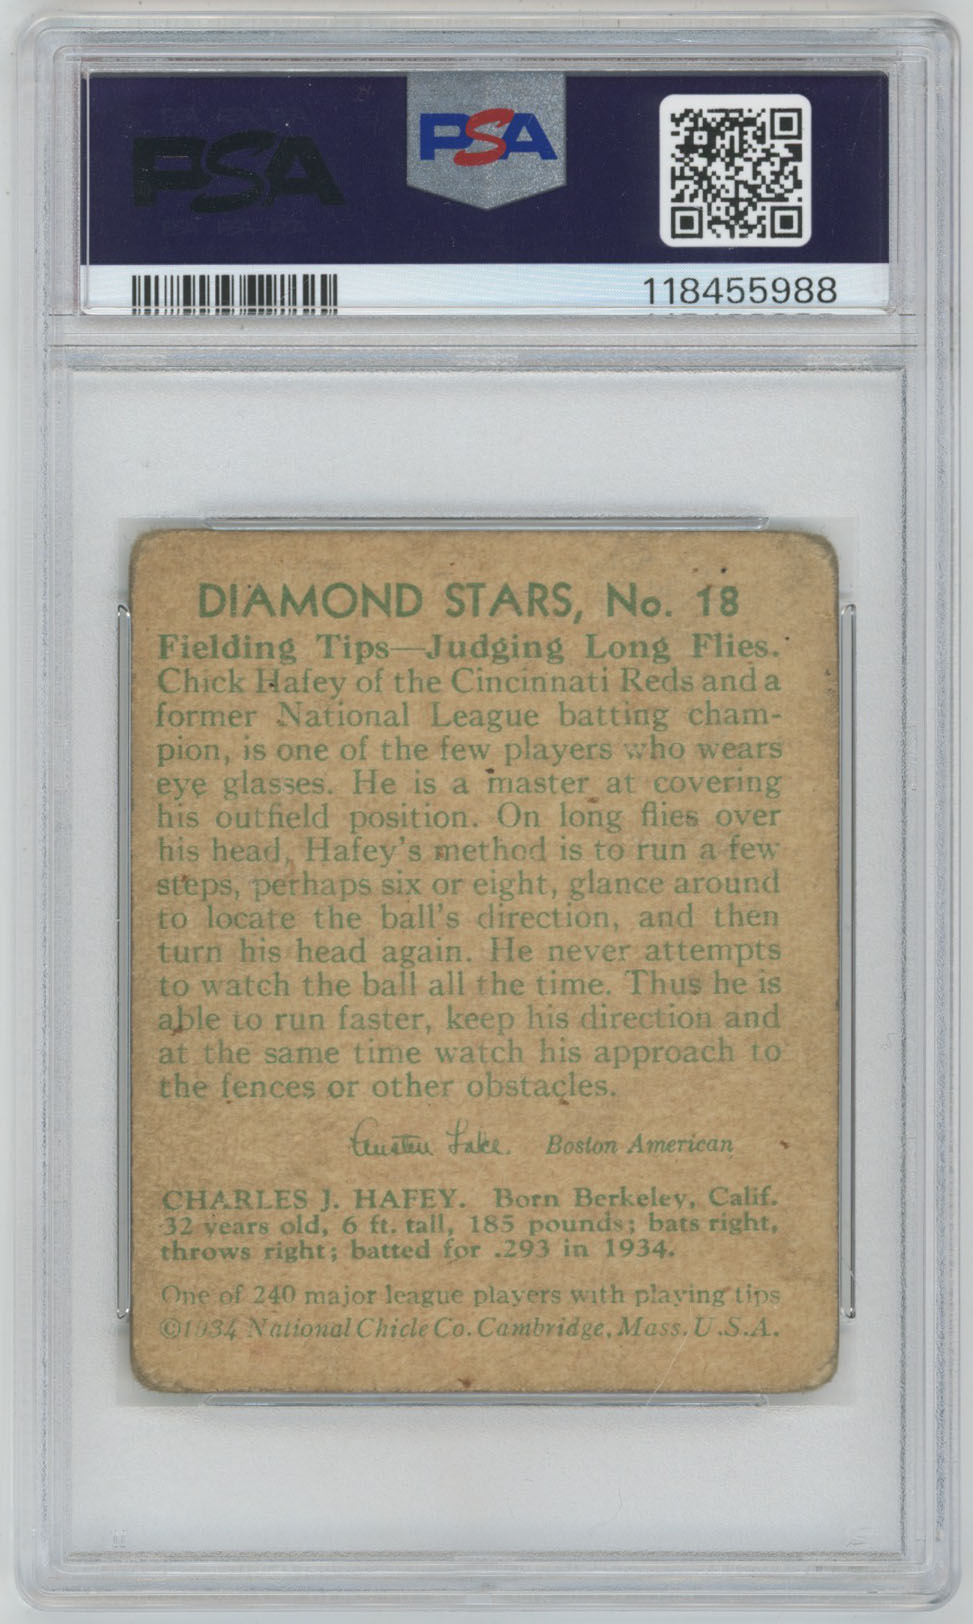 PSA
PSA
118455988
DIAMOND STARS, No. 18
Fielding Tips—Judging Long Flies.
Chick Hafey of the Cincinnati Reds and a
former National League batting cham-
pion, is one of the few players who wears
eye glasses. He is a master at covering
his outfield position. On long flies over
his head, Hafey's method is to run a few
steps, perhaps six or eight, glance around
to locate the ball's direction, and then
turn his head again. He never attempts
to watch the ball all the time. Thus he is
able to run faster, keep his direction and
at the same time watch his approach to
the fences or other obstacles.
Austen Lake. Boston American
CHARLES J. HAFEY. Born Berkeley, Calif.
32 years old, 6 ft. tall, 185 pounds; bats right,
throws right; batted for .293 in 1934.
One of 240 major league players with playing tips
©1934 National Chicle Co. Cambridge, Mass. U.S.A.